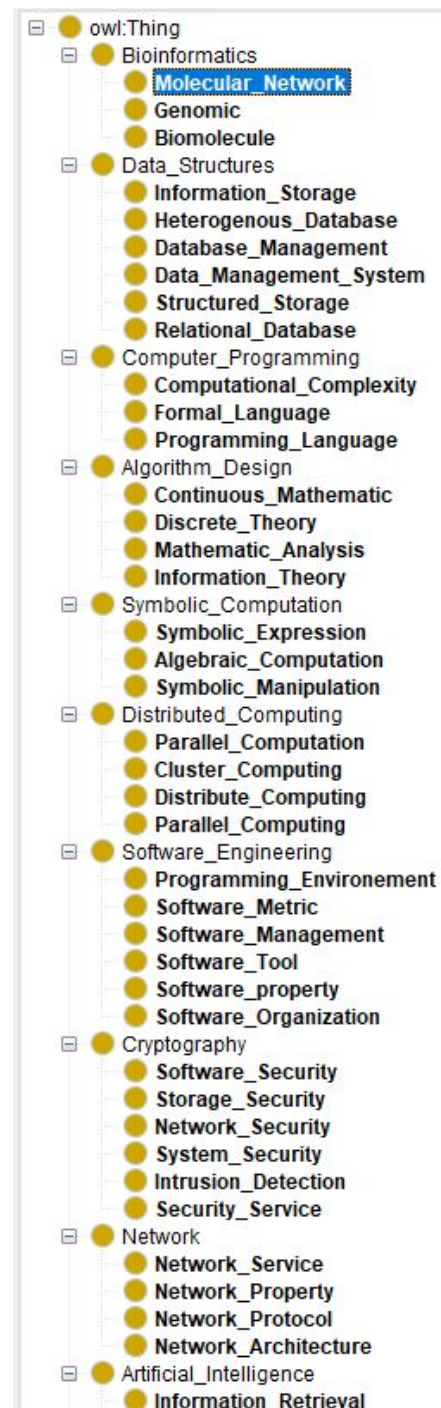 owl:Thing
Bioinformatics
Molecular_Network
Genomic
Biomolecule
Data_Structures
Information_Storage
Heterogenous_Database
Database_Management
Data_Management_System
Structured_Storage
Relational_Database
Computer_Programming
Computational_Complexity
Formal_Language
Programming_Language
Algorithm_Design
Continuous_Mathematic
Discrete_Theory
Mathematic_Analysis
Information_Theory
Symbolic_Computation
Symbolic_Expression
Algebraic_Computation
Symbolic_Manipulation
Distributed_Computing
Parallel_Computation
Cluster_Computing
Distribute_Computing
Parallel_Computing
Software_Engineering
Programming_Environement
Software_Metric
Software_Management
Software_Tool
Software_property
Software_Organization
Cryptography
Software_Security
Storage_Security
Network_Security
System_Security
Intrusion_Detection
Security_Service
Network
Network_Service
Network_Property
Network_Protocol
Network_Architecture
Artificial_Intelligence
Information_Retrieval